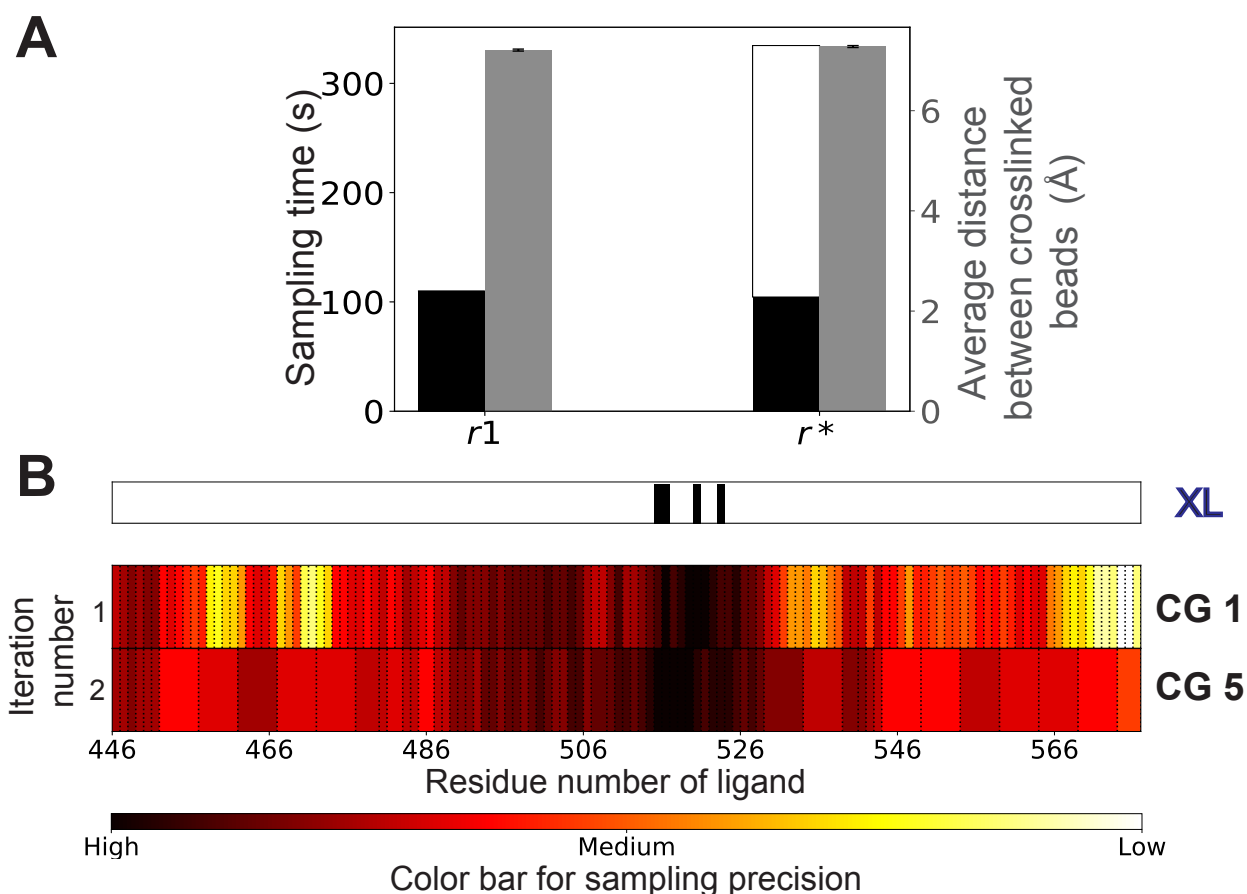 A
Sampling time (s)
300
200
100
0
r1
r*
6
4
2
0
Average distance
between crosslinked
beads (Å)
B
XL
Iteration
number
1
2
CG 1
CG 5
446 466 486 506 526 546 566
Residue number of ligand
High Medium Low
Color bar for sampling precision